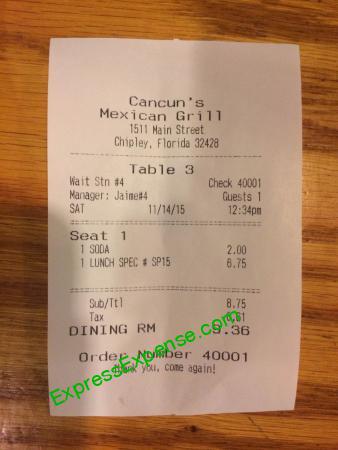 Cancun's
Mexican Grill
1511 Main Street
Chipley, Florida 32428
Table 3
Wait Stn #4 Check 40001
Manager: Jaime#4 Guests 1
SAT 11/14/15 12:34pm
Seat 1
1 SODA 2.00
1 LUNCH SPEC # SP15 6.75
Sub/Ttl 8.75
Tax 0.61
DINING RM 9.36
Order Number 40001
Thank you, come again!
ExpressExpense.com